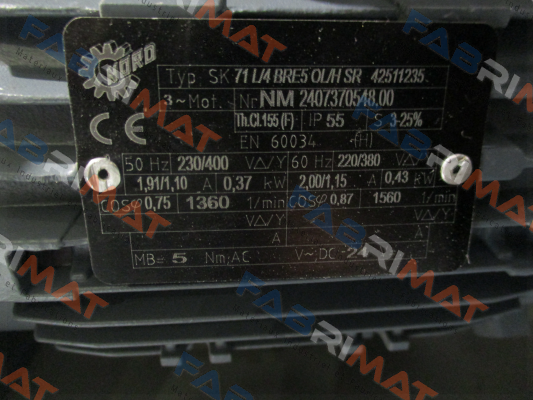 NORD
Typ SK 71 L/4 BRE5 OL/H SR 42511235
3~Mot. Nr NM 2407370548,00
CE Th.Cl.155 (F) IP 55 S 3-25%
EN 60034 (H)
50 Hz 230/400 V△/Y 60 Hz 220/380 V△/Y
1,91/1,10 A 0,37 kW 2,00/1,15 A 0,43 kW
COSφ 0,75 1360 1/min COSφ 0,87 1560 1/min
V△/Y V△/Y
A A
MB= 5 Nm;AC V~;DC- 24
FABRIMAT